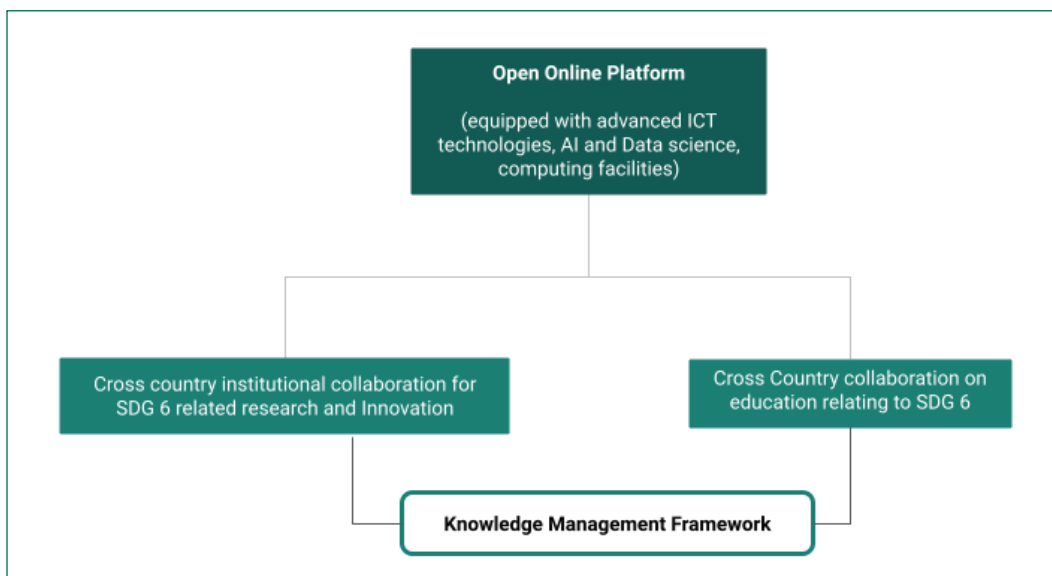 Open Online Platform
(equipped with advanced ICT
technologies, AI and Data science,
computing facilities)
Cross country institutional collaboration for
SDG 6 related research and Innovation
Cross Country collaboration on
education relating to SDG 6
Knowledge Management Framework